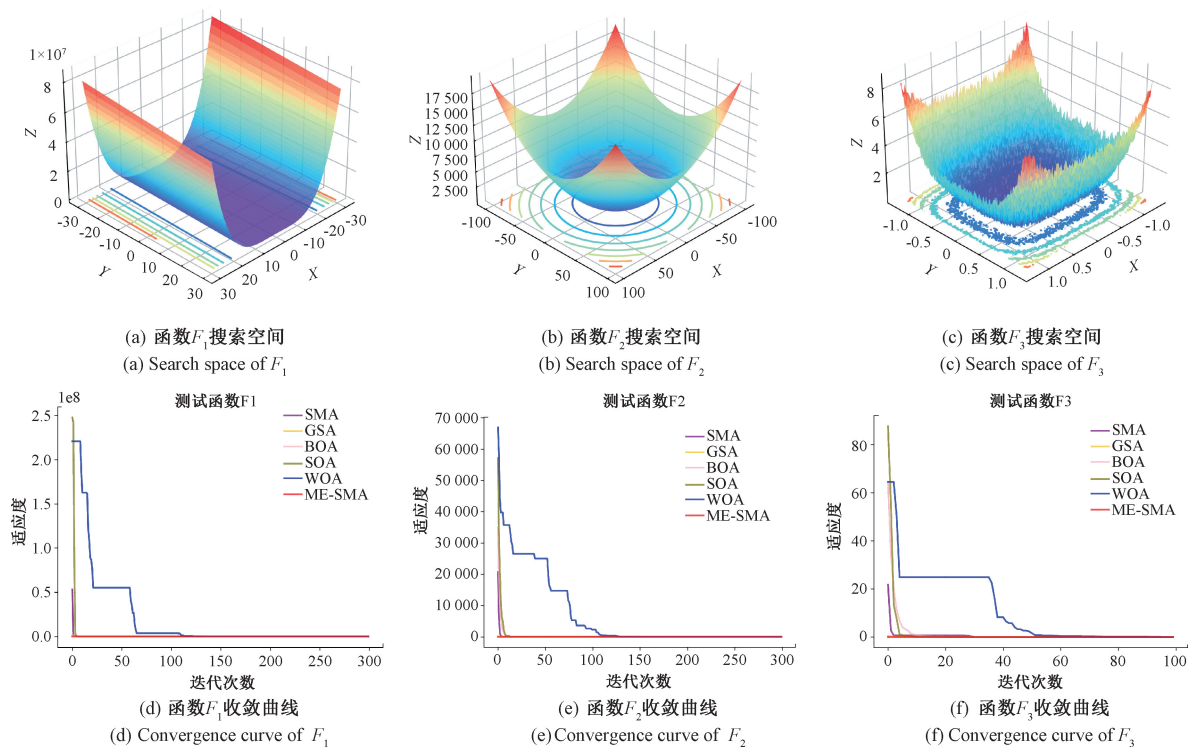 1×10⁷
8
6
4
2
0
Z
-30
-20
-10
0
10
20
30
Y
30
20
10
0
-10
-20
-30
X
17 500
15 000
12 500
10 000
7 500
5 000
2 500
Z
-100
-50
0
50
100
Y
100
50
0
-50
-100
X
8
6
4
2
Z
-1.0
-0.5
0
0.5
1.0
Y
1.0
0.5
0
-0.5
-1.0
X
(a) 函数F₁搜索空间
(a) Search space of F₁
(b) 函数F₂搜索空间
(b) Search space of F₂
(c) 函数F₃搜索空间
(c) Search space of F₃
测试函数F1
1e8
2.5
2.0
1.5
1.0
0.5
0.0
适应度
SMA
GSA
BOA
SOA
WOA
ME-SMA
0 50 100 150 200 250 300
迭代次数
测试函数F2
70 000
60 000
50 000
40 000
30 000
20 000
10 000
0
适应度
SMA
GSA
BOA
SOA
WOA
ME-SMA
0 50 100 150 200 250 300
迭代次数
测试函数F3
80
60
40
20
0
适应度
SMA
GSA
BOA
SOA
WOA
ME-SMA
0 20 40 60 80 100
迭代次数
(d) 函数F₁收敛曲线
(d) Convergence curve of F₁
(e) 函数F₂收敛曲线
(e) Convergence curve of F₂
(f) 函数F₃收敛曲线
(f) Convergence curve of F₃